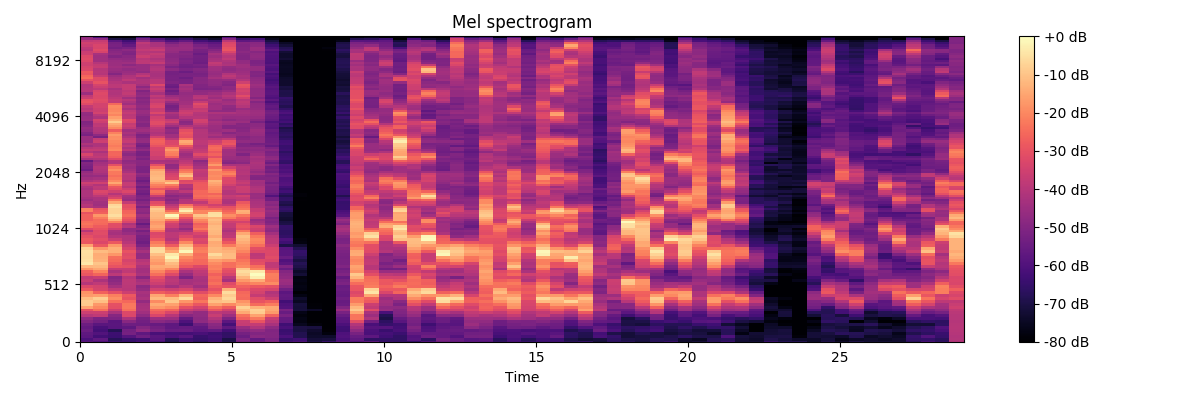 Mel spectrogram
8192
4096
2048
1024
512
0
Hz
0 5 10 15 20 25
Time
+0 dB
-10 dB
-20 dB
-30 dB
-40 dB
-50 dB
-60 dB
-70 dB
-80 dB